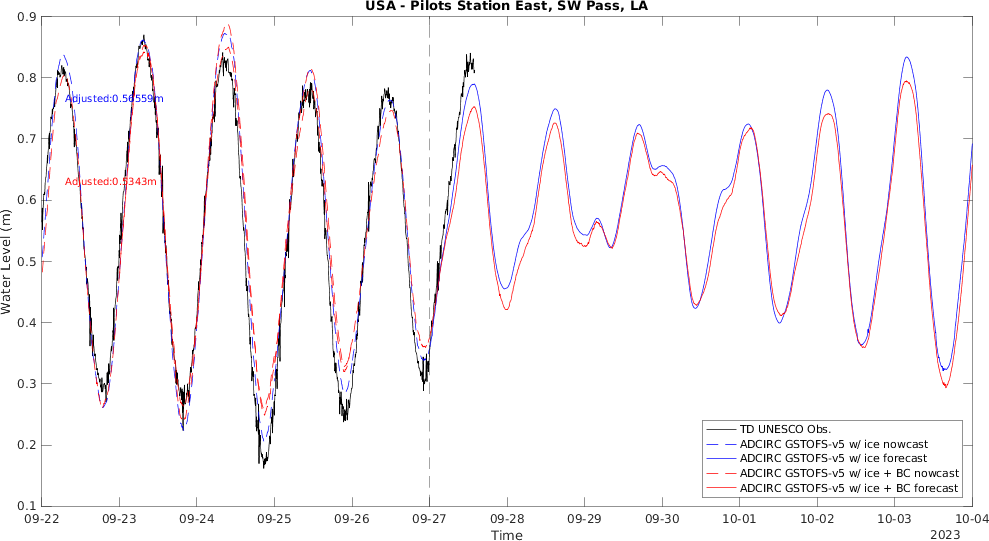 USA - Pilots Station East, SW Pass, LA
0.9
0.8
Adjusted:0.56559m
0.7
Adjusted:0.5343m
0.6
Water Level (m)
0.5
0.4
0.3
0.2
0.1
TD UNESCO Obs.
ADCIRC GSTOFS-v5 w/ ice nowcast
ADCIRC GSTOFS-v5 w/ ice forecast
ADCIRC GSTOFS-v5 w/ ice + BC nowcast
ADCIRC GSTOFS-v5 w/ ice + BC forecast
09-22 09-23 09-24 09-25 09-26 09-27 09-28 09-29 09-30 10-01 10-02 10-03 10-04
Time
2023